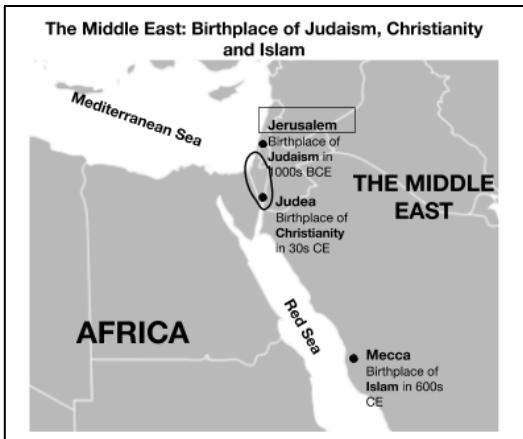 The Middle East: Birthplace of Judaism, Christianity
and Islam
Mediterranean Sea
Jerusalem
Birthplace of
Judaism in
1000s BCE
THE MIDDLE
EAST
Judea
Birthplace of
Christianity
in 30s CE
AFRICA
Red Sea
Mecca
Birthplace of
Islam in 600s
CE